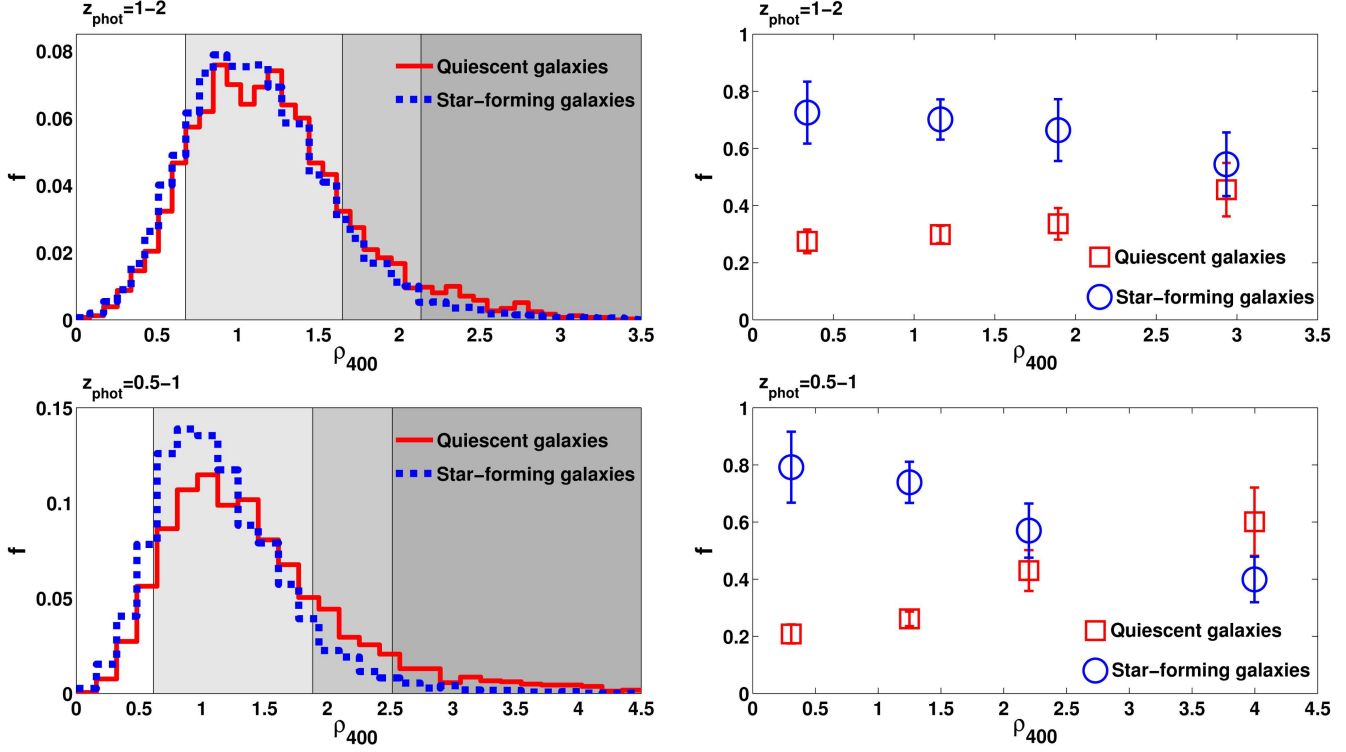 z_phot=1−2
0.08
0.06
0.04
0.02
0
f
Quiescent galaxies
Star−forming galaxies
0 0.5 1 1.5 2 2.5 3 3.5
ρ_400
z_phot=1−2
1
0.8
0.6
0.4
0.2
0
f
Quiescent galaxies
Star−forming galaxies
0 0.5 1 1.5 2 2.5 3 3.5
ρ_400
z_phot=0.5−1
0.15
0.1
0.05
0
f
Quiescent galaxies
Star−forming galaxies
0 0.5 1 1.5 2 2.5 3 3.5 4 4.5
ρ_400
z_phot=0.5−1
1
0.8
0.6
0.4
0.2
0
f
Quiescent galaxies
Star−forming galaxies
0 0.5 1 1.5 2 2.5 3 3.5 4 4.5
ρ_400